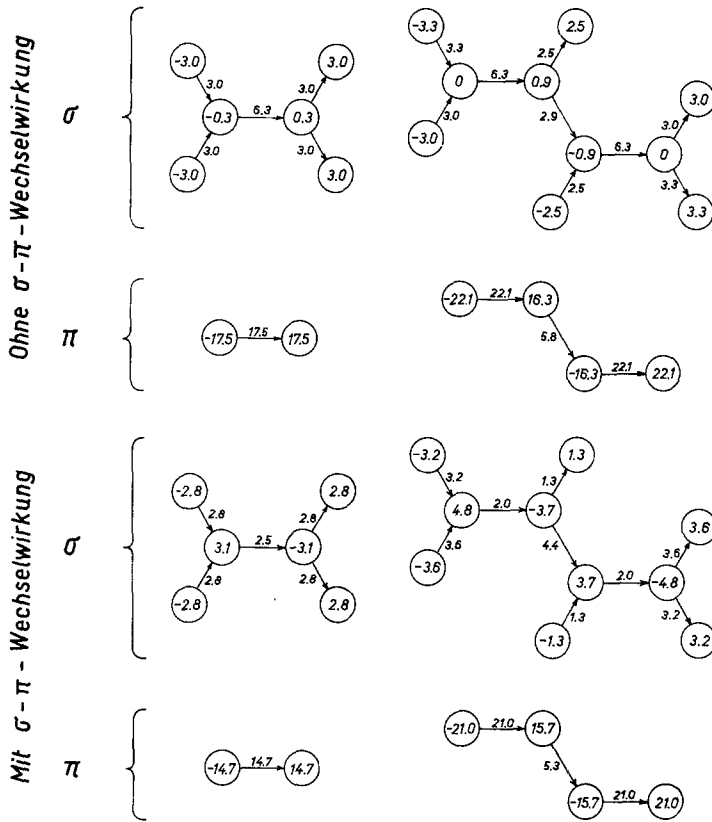 Ohne σ-π-Wechselwirkung
σ
-3.0 3.0
3.0 3.0
-0.3 6.3 0.3
3.0 3.0
-3.0 3.0
-3.3 2.5
3.3 2.5
0 6.3 0.9
3.0 2.9
-3.0 3.0
3.0
-0.9 6.3 0
2.5 3.3
-2.5 3.3
π
-17.5 17.5 17.5
-22.1 22.1 16.3
5.8
-16.3 22.1 22.1
Mit σ-π-Wechselwirkung
σ
-2.8 2.8
2.8 2.8
3.1 2.5 -3.1
2.8 2.8
-2.8 2.8
-3.2 1.3
3.2 1.3
4.8 2.0 -3.7
3.6 4.4
-3.6 3.6
3.6
3.7 2.0 -4.8
1.3 3.2
-1.3 3.2
π
-14.7 14.7 14.7
-21.0 21.0 15.7
5.3
-15.7 21.0 21.0